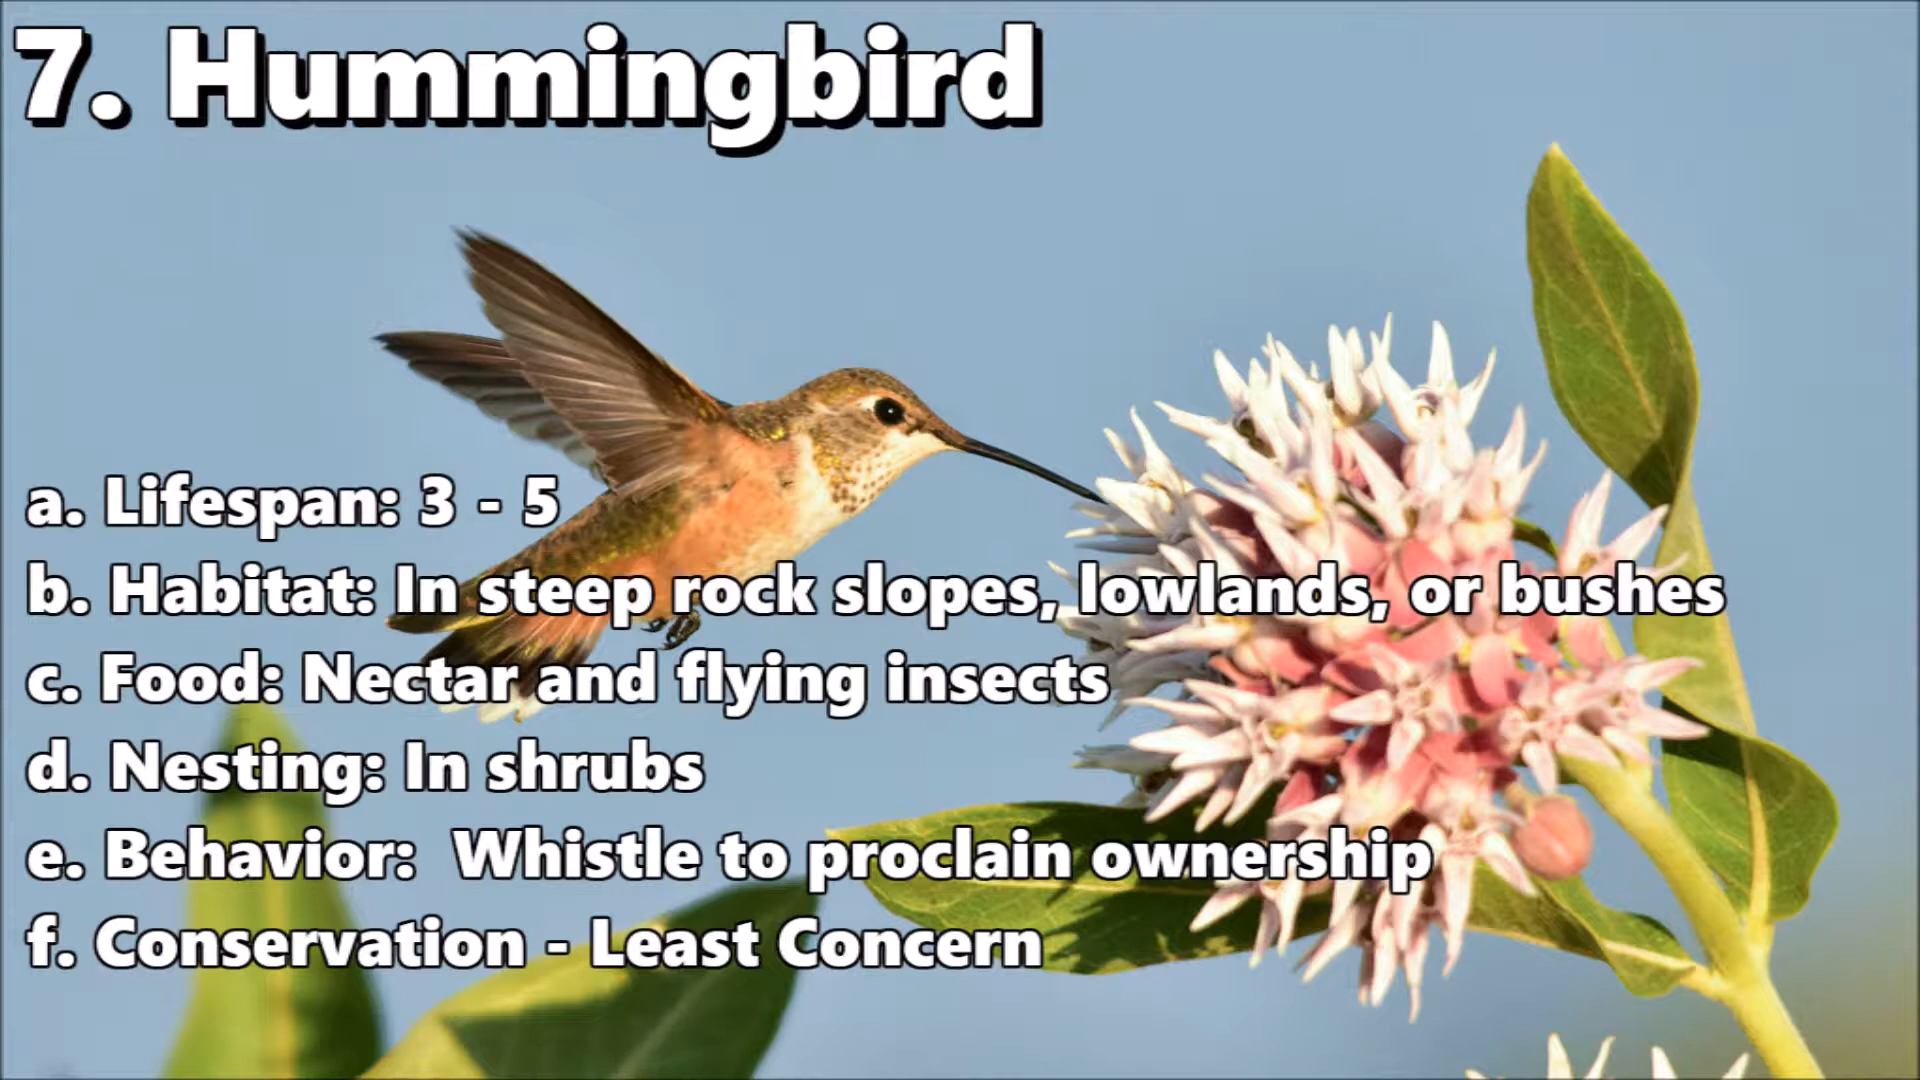 7. Hummingbird
a. Lifespan: 3 - 5
b. Habitat: In steep rock slopes, lowlands, or bushes
c. Food: Nectar and flying insects
d. Nesting: In shrubs
e. Behavior:  Whistle to proclain ownership
f. Conservation - Least Concern